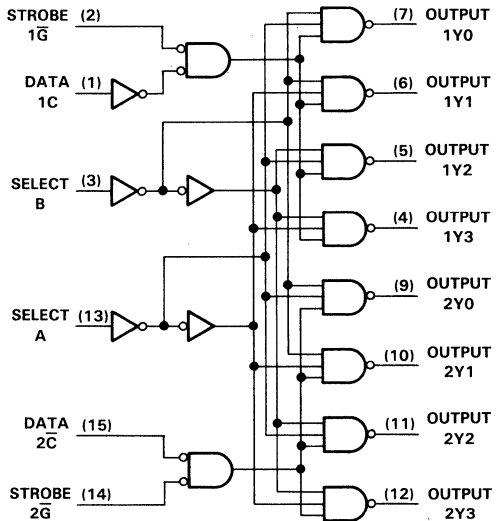 STROBE (2)
1G̅
DATA (1)
1C
SELECT (3)
B
SELECT (13)
A
DATA (15)
2C̅
STROBE (14)
2G̅
(7) OUTPUT
1Y0
(6) OUTPUT
1Y1
(5) OUTPUT
1Y2
(4) OUTPUT
1Y3
(9) OUTPUT
2Y0
(10) OUTPUT
2Y1
(11) OUTPUT
2Y2
(12) OUTPUT
2Y3